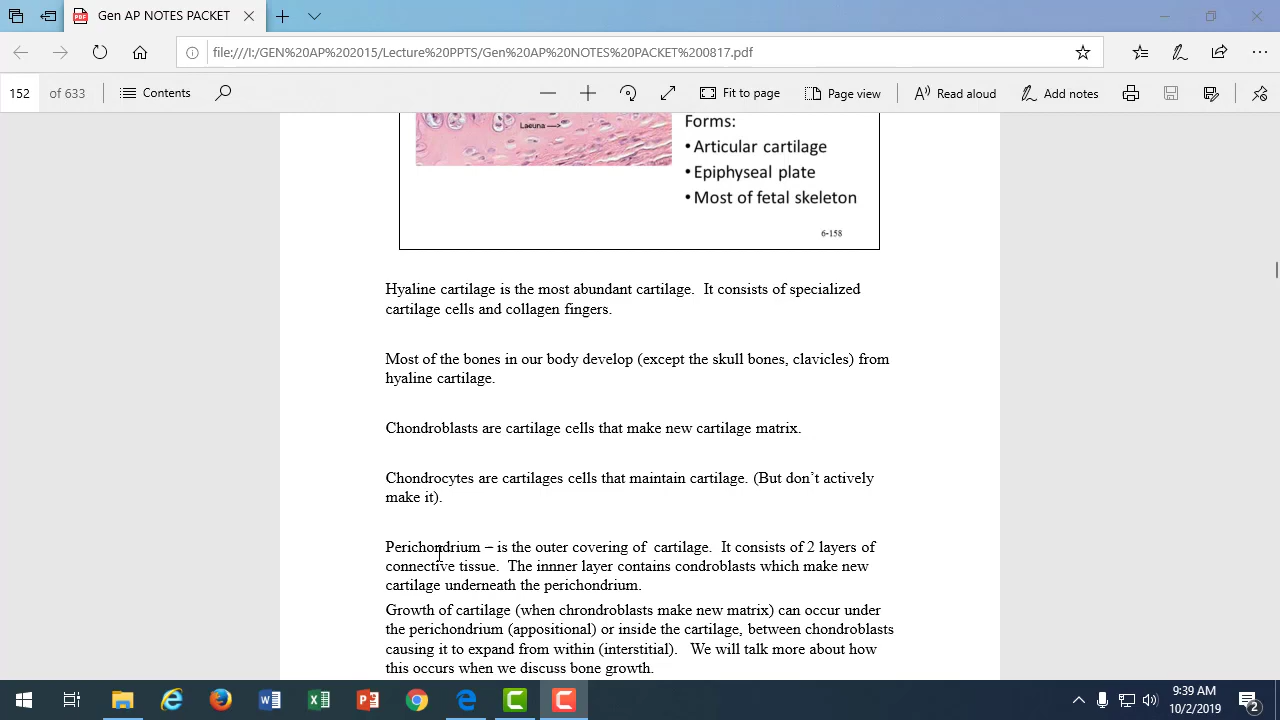 Gen AP NOTES PACKET
file:///I:/GEN%20AP%202015/Lecture%20PPTS/Gen%20AP%20NOTES%20PACKET%200817.pdf
152 of 633 Contents Fit to page Page view Read aloud Add notes
Lacuna
Forms:
•Articular cartilage
•Epiphyseal plate
•Most of fetal skeleton
6-158
Hyaline cartilage is the most abundant cartilage. It consists of specialized
cartilage cells and collagen fingers.
Most of the bones in our body develop (except the skull bones, clavicles) from
hyaline cartilage.
Chondroblasts are cartilage cells that make new cartilage matrix.
Chondrocytes are cartilages cells that maintain cartilage. (But don't actively
make it).
Perichondrium – is the outer covering of cartilage. It consists of 2 layers of
connective tissue. The innner layer contains condroblasts which make new
cartilage underneath the perichondrium.
Growth of cartilage (when chrondroblasts make new matrix) can occur under
the perichondrium (appositional) or inside the cartilage, between chondroblasts
causing it to expand from within (interstitial). We will talk more about how
this occurs when we discuss bone growth.
9:39 AM
10/2/2019
2